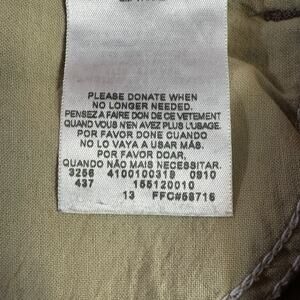 PLEASE DONATE WHEN
NO LONGER NEEDED.
PENSEZ A FAIRE DON DE CE VETEMENT
QUAND VOUS N'EN AVEZ PLUS L'USAGE.
POR FAVOR DONE CUANDO
NO LO VAYA A USAR MÁS.
POR FAVOR DOAR,
QUANDO NÃO MAIS NECESSITAR.
3256 4100100319 0910
437 155120010
13 FFC#58716